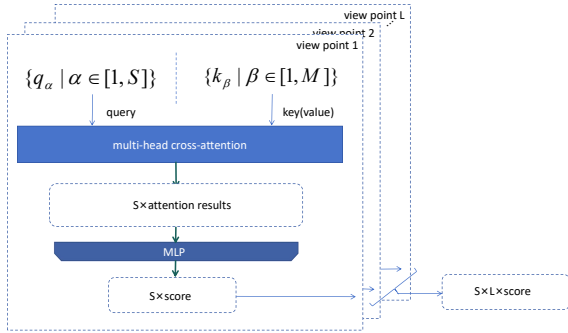 view point L
view point 2
view point 1
{q_α | α ∈ [1, S]}
{k_β | β ∈ [1, M]}
query
key(value)
multi-head cross-attention
S×attention results
MLP
S×score
S×L×score